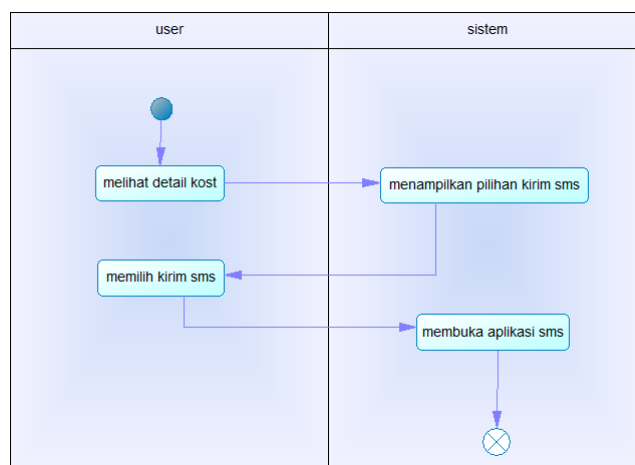 user
sistem
melihat detail kost
menampilkan pilihan kirim sms
memilih kirim sms
membuka aplikasi sms